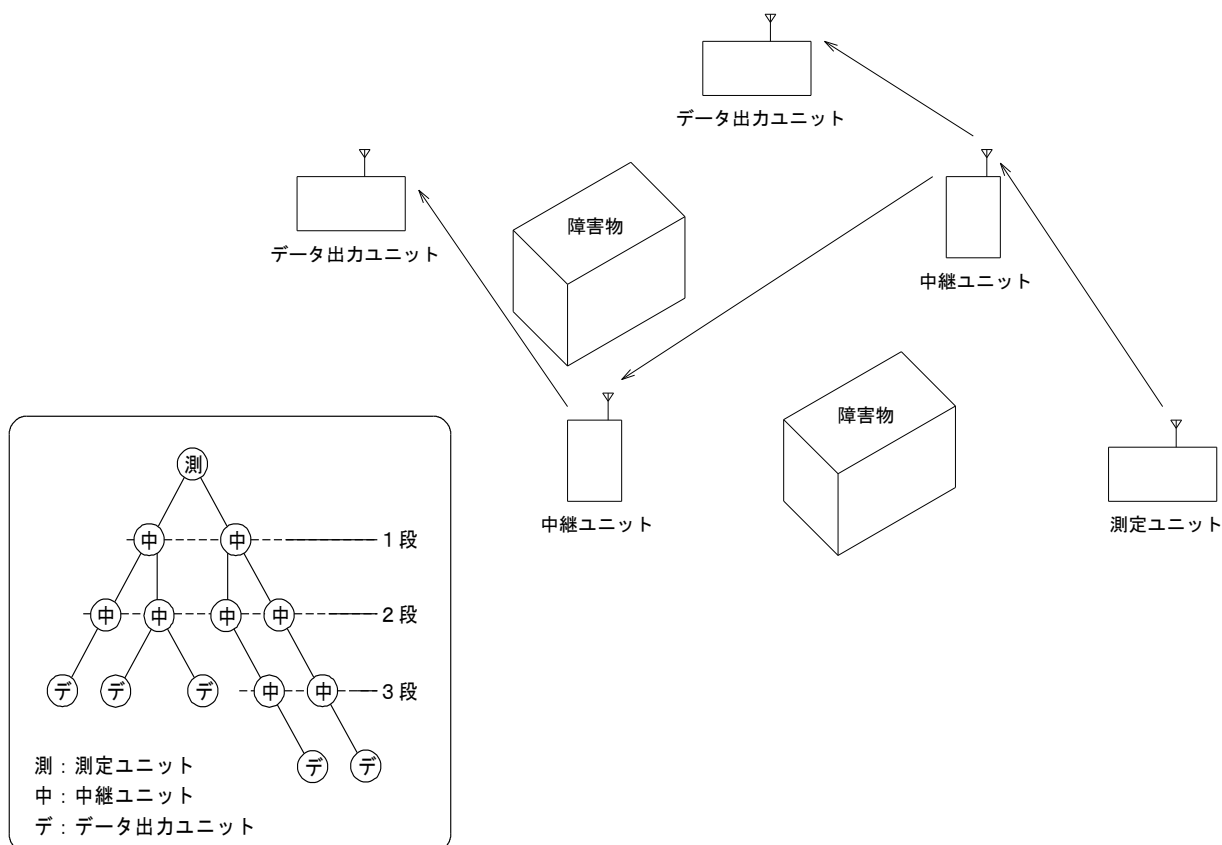 データ出力ユニット
データ出力ユニット
障害物
中継ユニット
障害物
中継ユニット
測定ユニット
測
中 中 1段
中 中 中 中 2段
デ デ デ 中 中 3段
デ デ
測：測定ユニット
中：中継ユニット
デ：データ出力ユニット